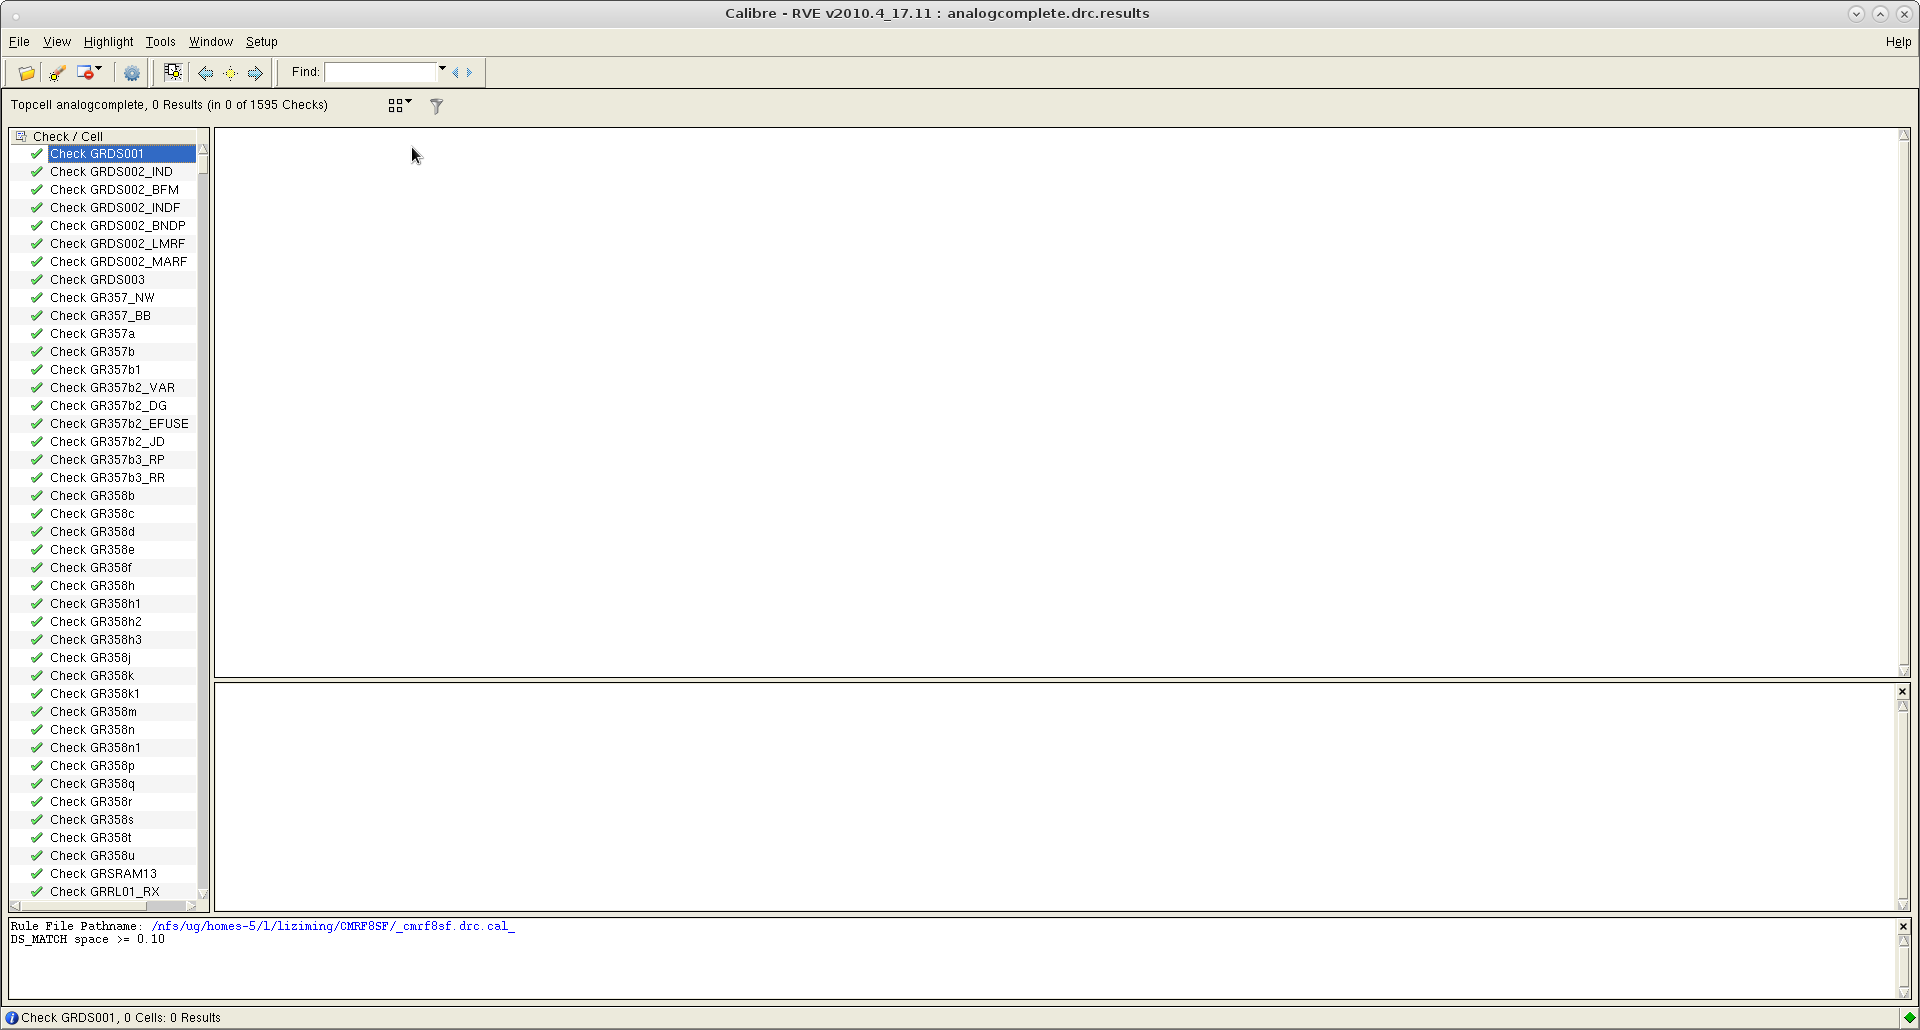 Calibre - RVE v2010.4_17.11 : analogcomplete.drc.results
File View Highlight Tools Window Setup Help
Find:
Topcell analogcomplete, 0 Results (in 0 of 1595 Checks)
Check / Cell
Check GRDS001
Check GRDS002_IND
Check GRDS002_BFM
Check GRDS002_INDF
Check GRDS002_BNDP
Check GRDS002_LMRF
Check GRDS002_MARF
Check GRDS003
Check GR357_NW
Check GR357_BB
Check GR357a
Check GR357b
Check GR357b1
Check GR357b2_VAR
Check GR357b2_DG
Check GR357b2_EFUSE
Check GR357b2_JD
Check GR357b3_RP
Check GR357b3_RR
Check GR358b
Check GR358c
Check GR358d
Check GR358e
Check GR358f
Check GR358h
Check GR358h1
Check GR358h2
Check GR358h3
Check GR358j
Check GR358k
Check GR358k1
Check GR358m
Check GR358n
Check GR358n1
Check GR358p
Check GR358q
Check GR358r
Check GR358s
Check GR358t
Check GR358u
Check GRSRAM13
Check GRRL01_RX
Rule File Pathname: /nfs/ug/homes-5/l/liziming/CMRF8SF/_cmrf8sf.drc.cal_
DS_MATCH space >= 0.10
Check GRDS001, 0 Cells: 0 Results